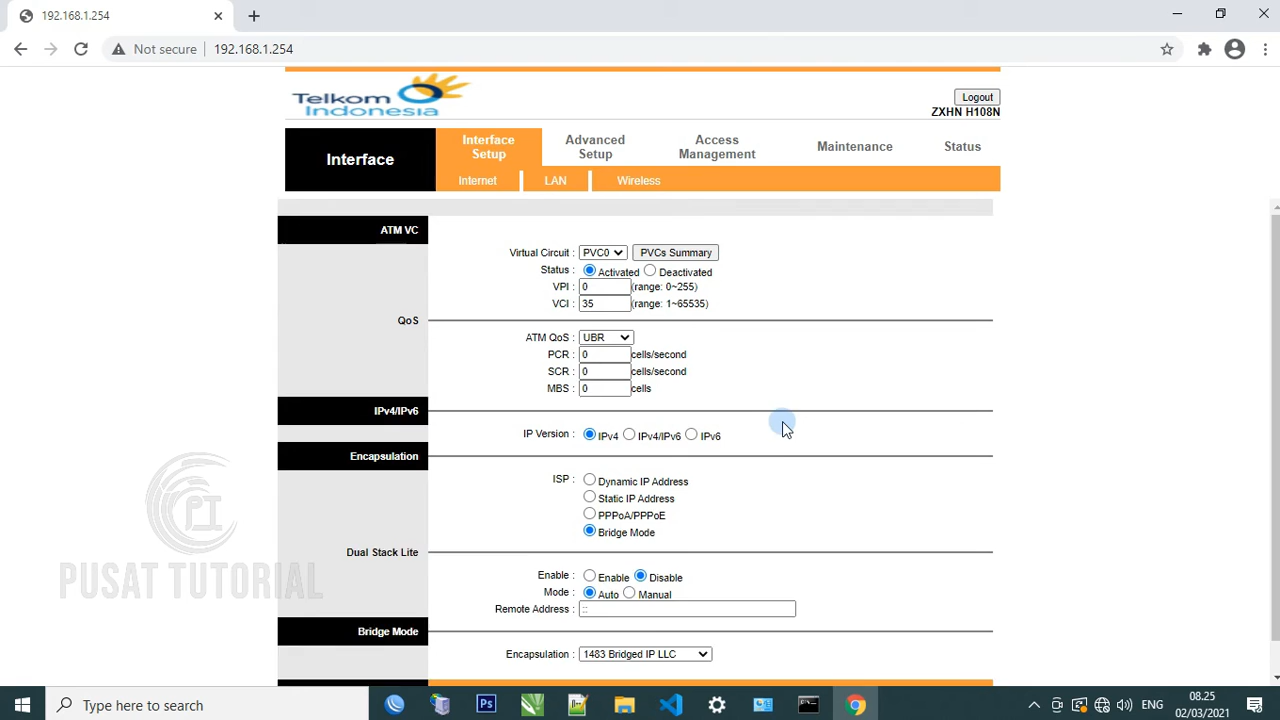 192.168.1.254
Not secure
192.168.1.254
Telkom
Indonesia
Logout
ZXHN H108N
Interface
Interface
Setup
Advanced
Setup
Access
Management
Maintenance
Status
Internet
LAN
Wireless
ATM VC
Virtual Circuit : PVC0 PVCs Summary
Status : Activated Deactivated
VPI : 0 (range: 0~255)
VCI : 35 (range: 1~65535)
QoS
ATM QoS : UBR
PCR : 0 cells/second
SCR : 0 cells/second
MBS : 0 cells
IPv4/IPv6
IP Version : IPv4 IPv4/IPv6 IPv6
Encapsulation
ISP : Dynamic IP Address
Static IP Address
PPPoA/PPPoE
Bridge Mode
Dual Stack Lite
Enable : Enable Disable
Mode : Auto Manual
Remote Address : ::
Bridge Mode
Encapsulation : 1483 Bridged IP LLC
PUSAT TUTORIAL
Type here to search
Ps
ENG
08.25
02/03/2021